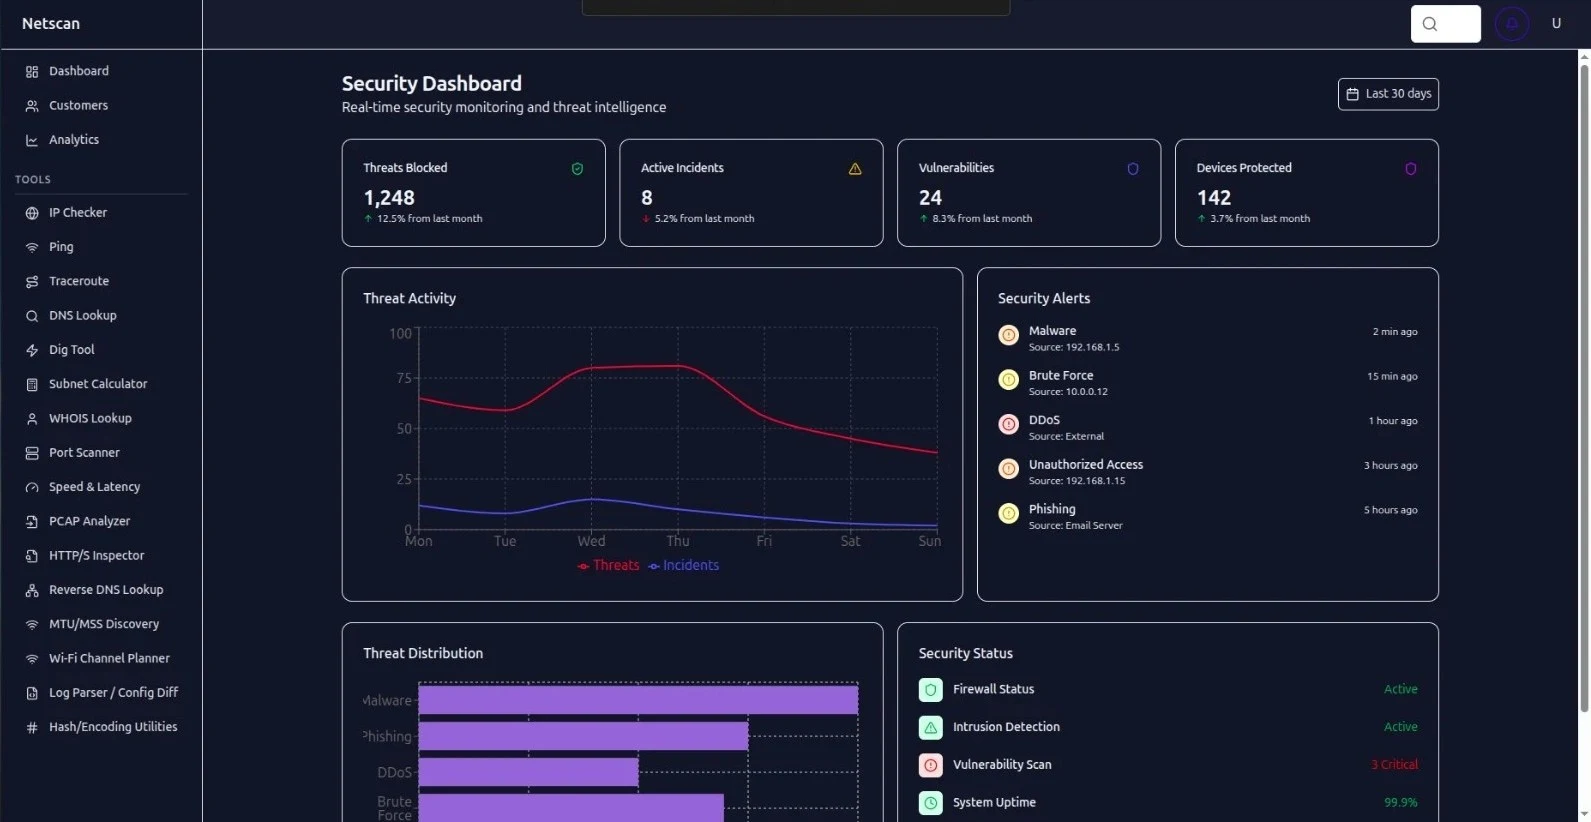 Netscan
U
Dashboard
Customers
Analytics
TOOLS
IP Checker
Ping
Traceroute
DNS Lookup
Dig Tool
Subnet Calculator
WHOIS Lookup
Port Scanner
Speed & Latency
PCAP Analyzer
HTTP/S Inspector
Reverse DNS Lookup
MTU/MSS Discovery
Wi-Fi Channel Planner
Log Parser / Config Diff
Hash/Encoding Utilities
Security Dashboard
Real-time security monitoring and threat intelligence
Last 30 days
Threats Blocked
1,248
12.5% from last month
Active Incidents
8
5.2% from last month
Vulnerabilities
24
8.3% from last month
Devices Protected
142
3.7% from last month
Threat Activity
100
75
50
25
0
Mon Tue Wed Thu Fri Sat Sun
Threats Incidents
Security Alerts
Malware 2 min ago
Source: 192.168.1.5
Brute Force 15 min ago
Source: 10.0.0.12
DDoS 1 hour ago
Source: External
Unauthorized Access 3 hours ago
Source: 192.168.1.15
Phishing 5 hours ago
Source: Email Server
Threat Distribution
Malware
Phishing
DDoS
Brute
Force
Security Status
Firewall Status Active
Intrusion Detection Active
Vulnerability Scan 3 Critical
System Uptime 99.9%